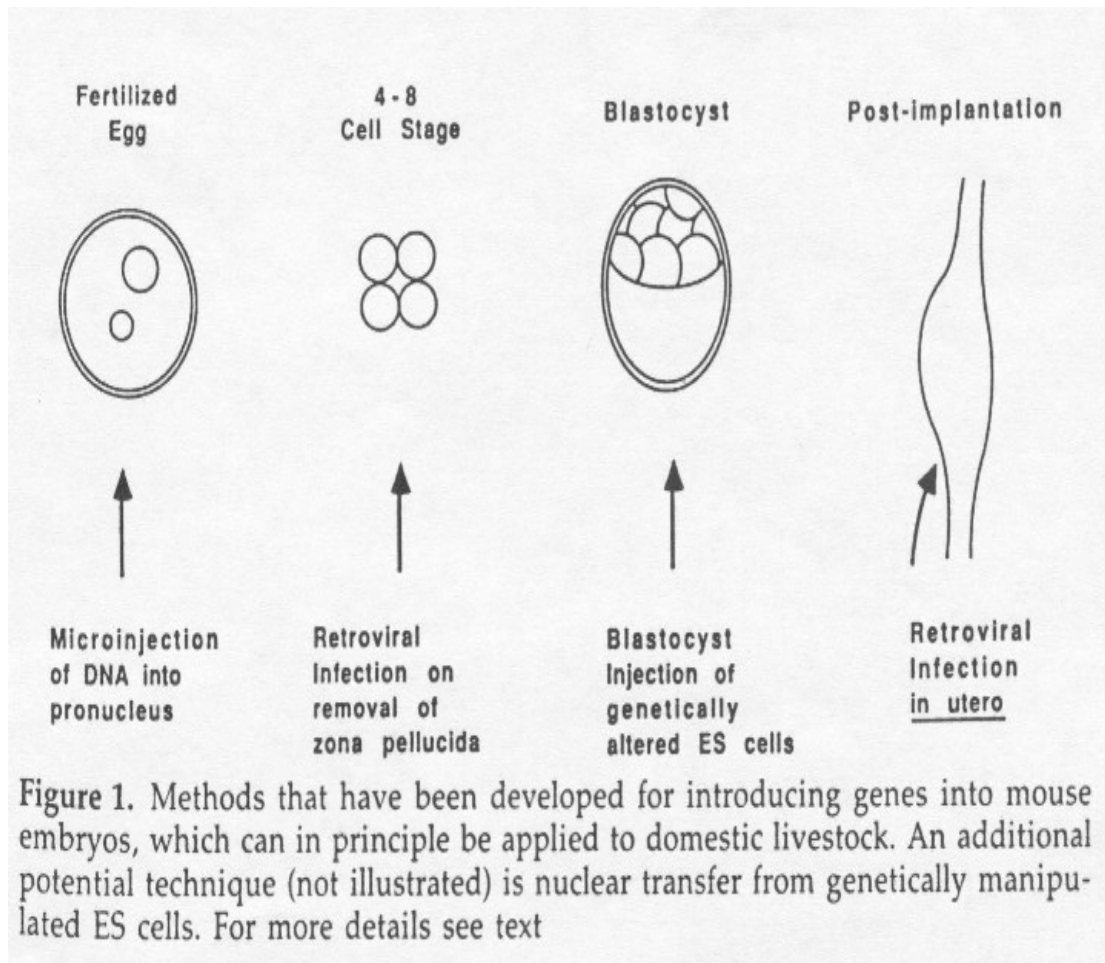 Fertilized
Egg
4 - 8
Cell Stage
Blastocyst
Post-implantation
Microinjection
of DNA into
pronucleus
Retroviral
Infection on
removal of
zona pellucida
Blastocyst
Injection of
genetically
altered ES cells
Retroviral
Infection
in utero
Figure 1. Methods that have been developed for introducing genes into mouse
embryos, which can in principle be applied to domestic livestock. An additional
potential technique (not illustrated) is nuclear transfer from genetically manipu-
lated ES cells. For more details see text